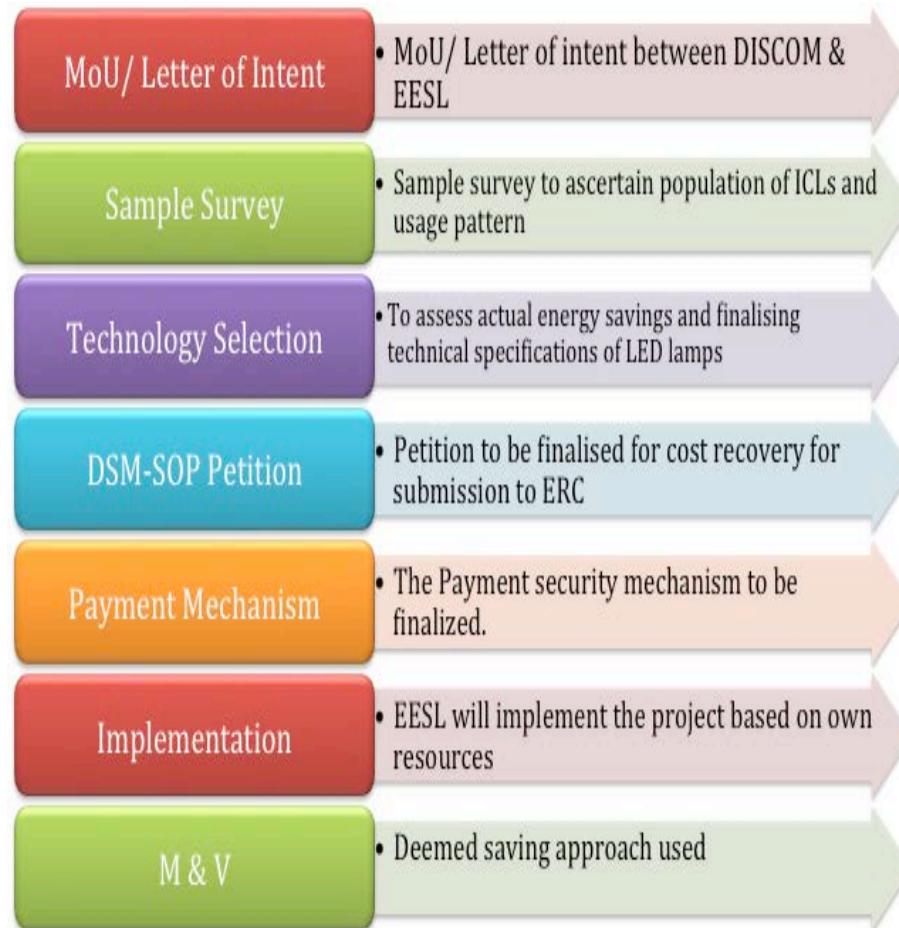 MoU/ Letter of Intent
• MoU/ Letter of intent between DISCOM &
EESL
Sample Survey
• Sample survey to ascertain population of ICLs and
usage pattern
Technology Selection
• To assess actual energy savings and finalising
technical specifications of LED lamps
DSM-SOP Petition
• Petition to be finalised for cost recovery for
submission to ERC
Payment Mechanism
• The Payment security mechanism to be
finalized.
Implementation
• EESL will implement the project based on own
resources
M & V
• Deemed saving approach used